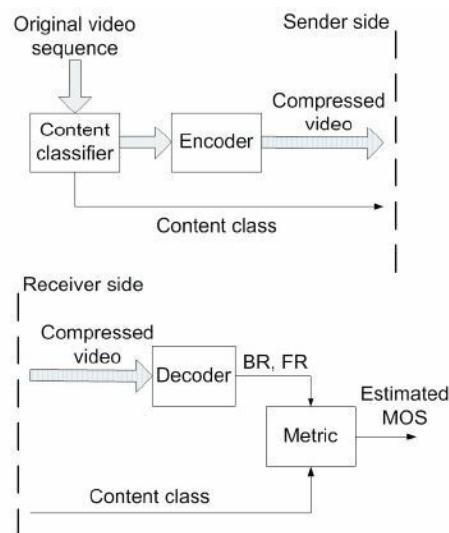 Original video
sequence
Sender side
Content
classifier
Encoder
Compressed
video
Content class
Receiver side
Compressed
video
Decoder
BR, FR
Metric
Estimated
MOS
Content class